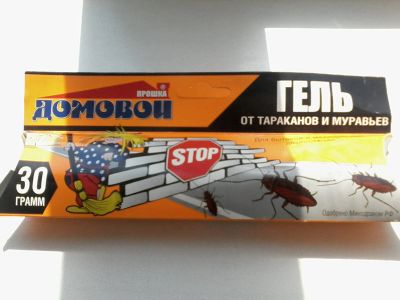 ПРОШКА
ДОМОВОЙ
ГЕЛЬ
ОТ ТАРАКАНОВ И МУРАВЬЕВ
STOP
30
ГРАММ
Одобрено Минздравом РФ